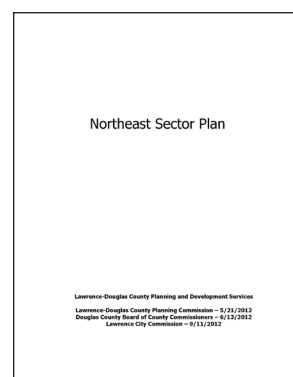 Northeast Sector Plan
Lawrence-Douglas County Planning and Development Services
Lawrence-Douglas County Planning Commission – 5/21/2012
Douglas County Board of County Commissioners – 6/13/2012
Lawrence City Commission – 9/11/2012